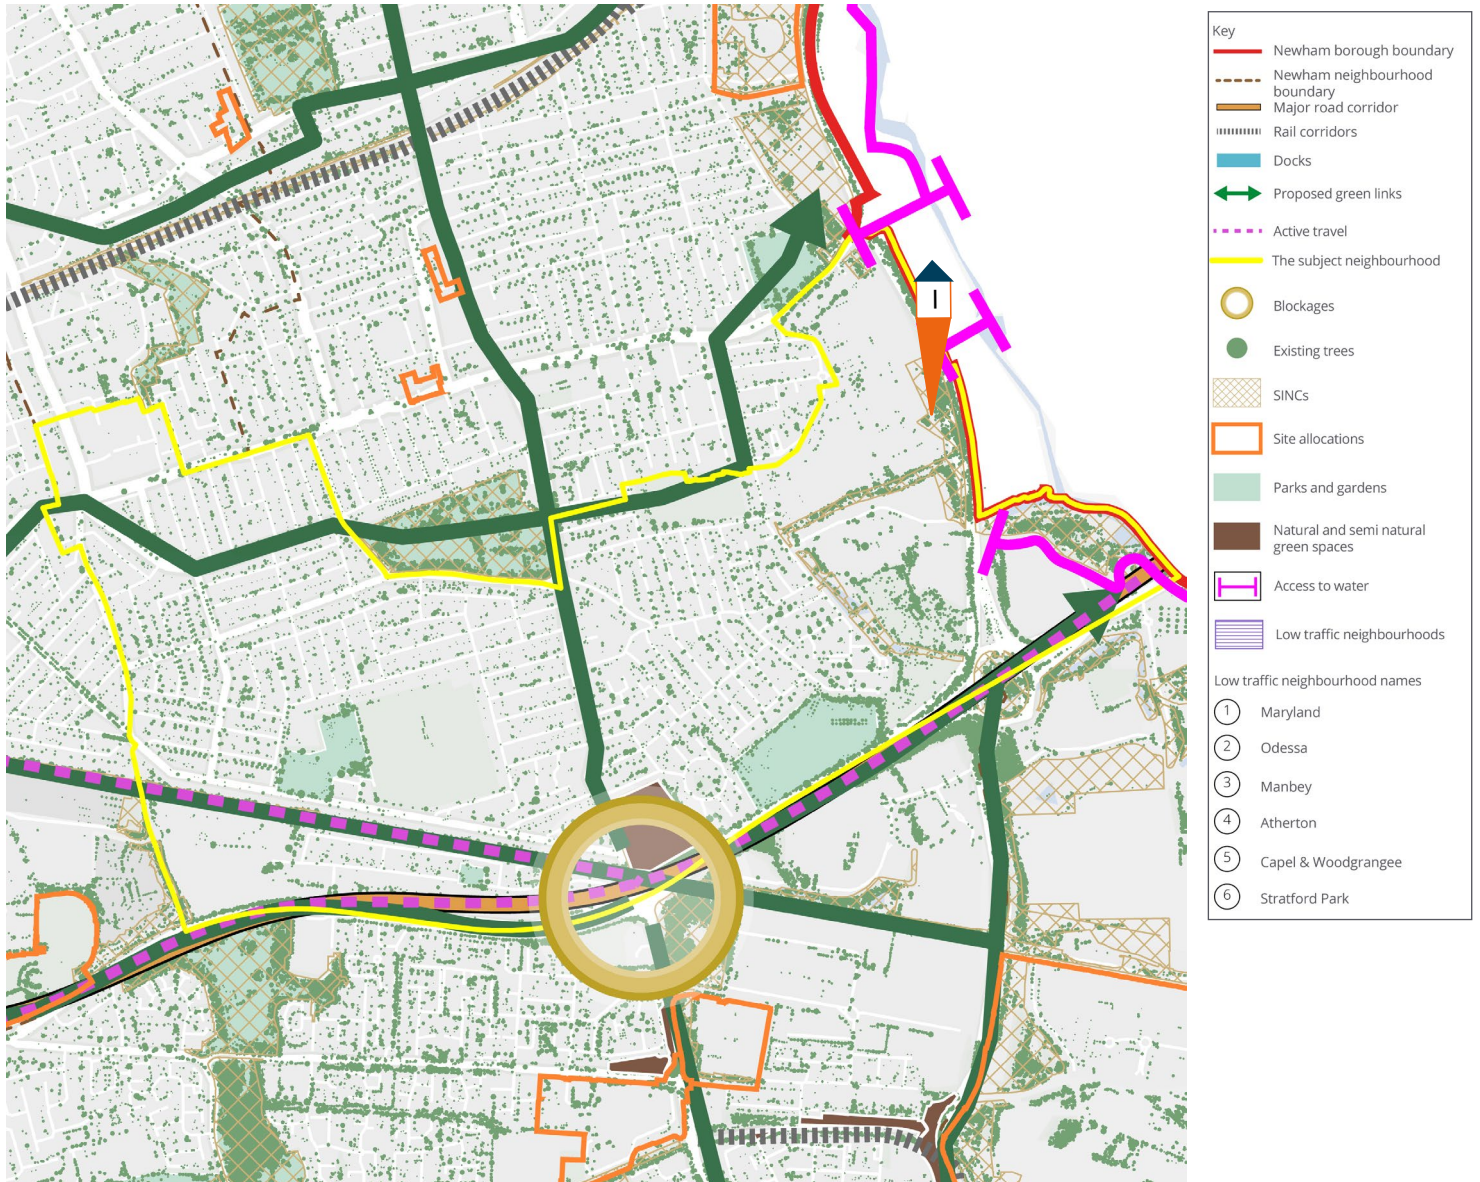 Key
Newham borough boundary
Newham neighbourhood
boundary
Major road corridor
Rail corridors
Docks
Proposed green links
Active travel
The subject neighbourhood
Blockages
Existing trees
SINCs
Site allocations
Parks and gardens
Natural and semi natural
green spaces
Access to water
Low traffic neighbourhoods
Low traffic neighbourhood names
1 Maryland
2 Odessa
3 Manbey
4 Atherton
5 Capel & Woodgrangee
6 Stratford Park
I